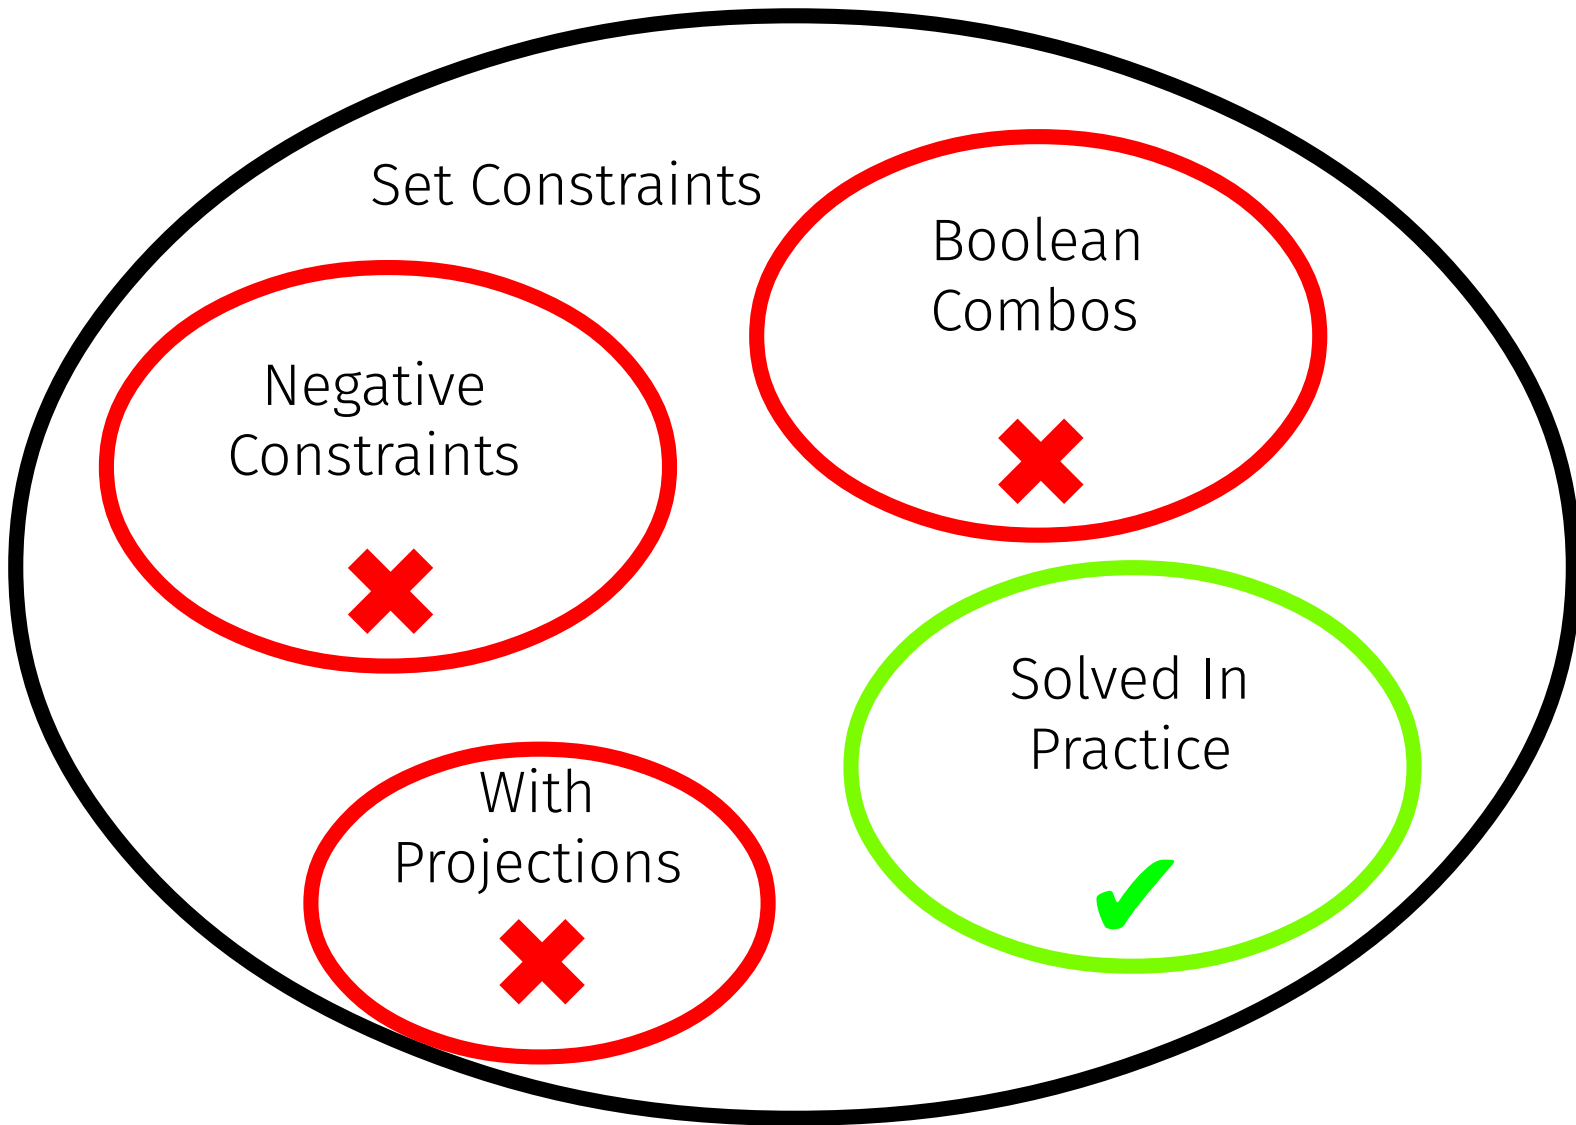 Set Constraints
Boolean
Combos
Negative
Constraints
Solved In
Practice
With
Projections